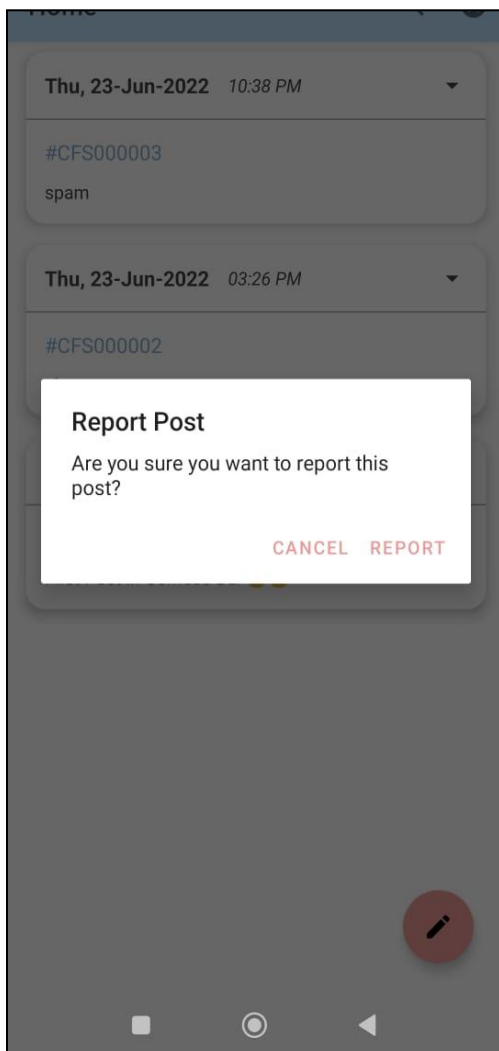 Home
Thu, 23-Jun-2022 10:38 PM
#CFS000003
spam
Thu, 23-Jun-2022 03:26 PM
#CFS000002
Report Post
Are you sure you want to report this
post?
CANCEL REPORT